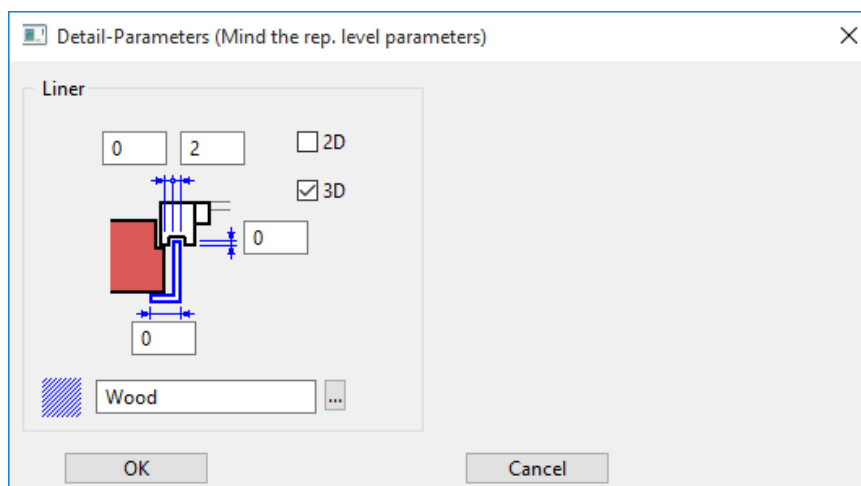 Detail-Parameters (Mind the rep. level parameters)
Liner
0 2 2D
3D
0
0
Wood ...
OK Cancel